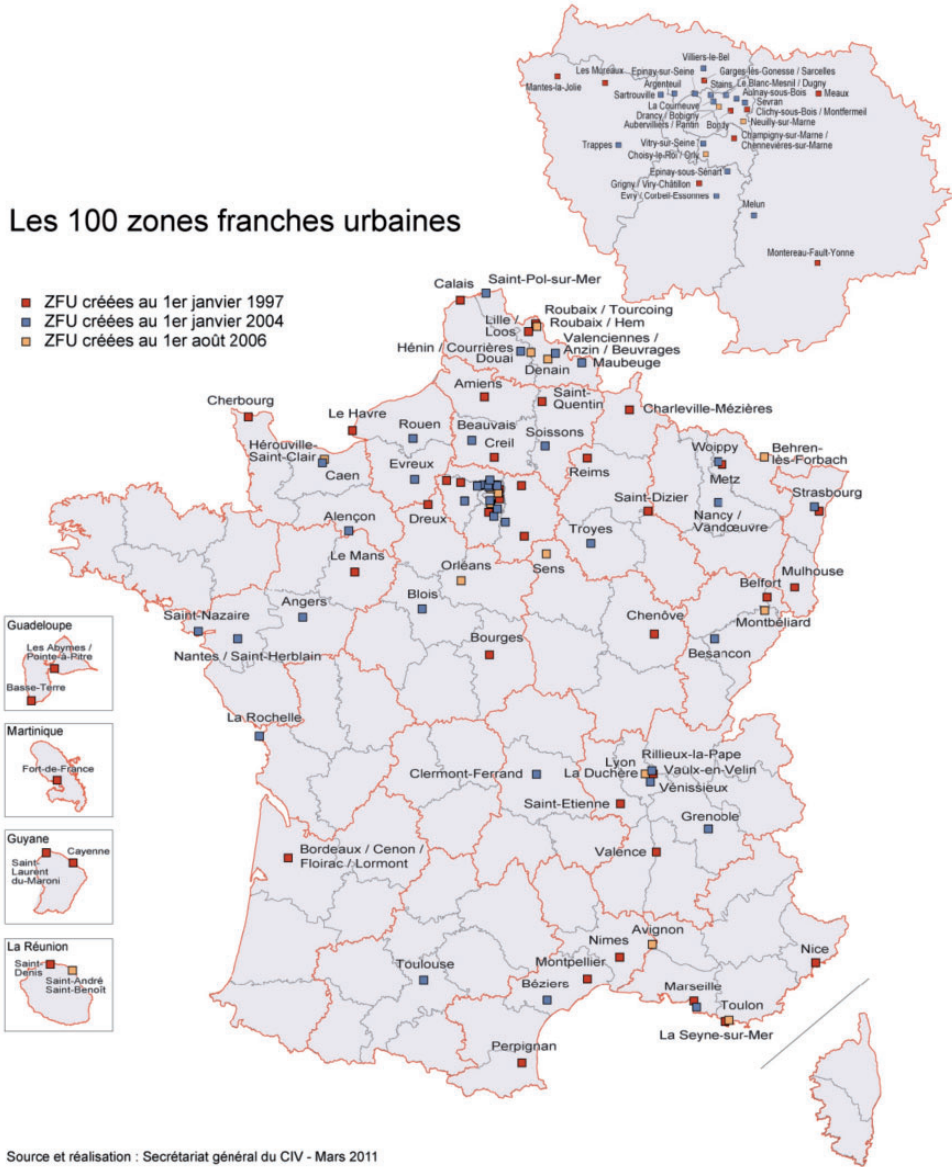 Villiers-le-Bel
Les Mureaux
Epinay-sur-Seine
Garges-lès-Gonesse / Sarcelles
Mantes-la-Jolie
Argenteuil
Stains
Le Blanc-Mesnil / Dugny
Sartrouville
Aulnay-sous-Bois
Meaux
La Courneuve
Sevran
Drancy / Bobigny
Clichy-sous-Bois / Montfermeil
Aubervilliers / Pantin
Bondy
Neuilly-sur-Marne
Champigny-sur-Marne /
Chennevières-sur-Marne
Trappes
Vitry-sur-Seine
Choisy-le-Roi / Orly
Epinay-sous-Sénart
Grigny / Viry-Châtillon
Evry / Corbeil-Essonnes
Melun
Montereau-Fault-Yonne
Les 100 zones franches urbaines
ZFU créées au 1er janvier 1997
ZFU créées au 1er janvier 2004
ZFU créées au 1er août 2006
Calais
Saint-Pol-sur-Mer
Lille /
Loos
Roubaix / Tourcoing
Roubaix / Hem
Hénin / Courrières
Douai
Valenciennes /
Anzin / Beuvrages
Denain
Maubeuge
Amiens
Saint-
Quentin
Charleville-Mézières
Cherbourg
Le Havre
Rouen
Beauvais
Soissons
Creil
Hérouville-
Saint-Clair
Caen
Evreux
Reims
Woippy
Metz
Behren-
lès-Forbach
Saint-Dizier
Nancy /
Vandœuvre
Strasbourg
Alençon
Dreux
Troyes
Le Mans
Orléans
Sens
Mulhouse
Belfort
Montbéliard
Angers
Blois
Chenôve
Saint-Nazaire
Nantes / Saint-Herblain
Bourges
Besançon
Guadeloupe
Les Abymes /
Pointe-à-Pitre
Basse-Terre
La Rochelle
Martinique
Fort-de-France
Clermont-Ferrand
Lyon
La Duchère
Rillieux-la-Pape
Vaulx-en-Velin
Vénissieux
Saint-Etienne
Grenoble
Guyane
Cayenne
Saint-
Laurent
du-Maroni
Bordeaux / Cenon /
Floirac / Lormont
Valence
La Réunion
Saint-
Denis
Saint-André
Saint-Benoît
Avignon
Nimes
Nice
Toulouse
Montpellier
Béziers
Marseille
Toulon
La Seyne-sur-Mer
Perpignan
Source et réalisation : Secrétariat général du CIV - Mars 2011